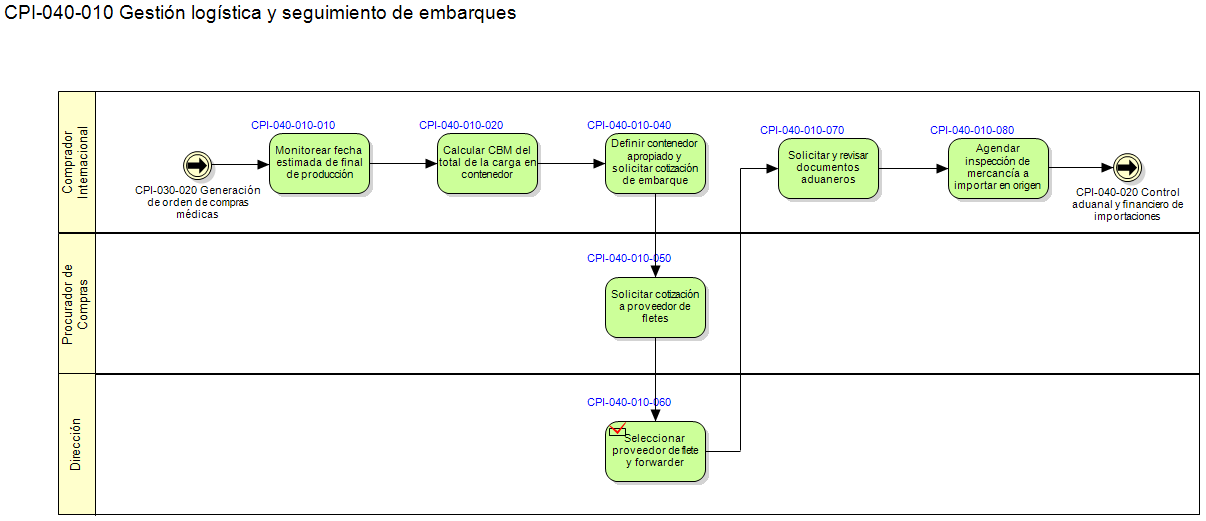 CPI-040-010 Gestión logística y seguimiento de embarques
Comprador
Internacional
CPI-030-020 Generación
de orden de compras
médicas
CPI-040-010-010
Monitorear fecha
estimada de final
de producción
CPI-040-010-020
Calcular CBM del
total de la carga en
contenedor
CPI-040-010-040
Definir contenedor
apropiado y
solicitar cotización
de embarque
CPI-040-010-070
Solicitar y revisar
documentos
aduaneros
CPI-040-010-080
Agendar
inspección de
mercancía a
importar en origen
CPI-040-020 Control
aduanal y financiero de
importaciones
Procurador de
Compras
CPI-040-010-050
Solicitar cotización
a proveedor de
fletes
Dirección
CPI-040-010-060
Seleccionar
proveedor de flete
y forwarder